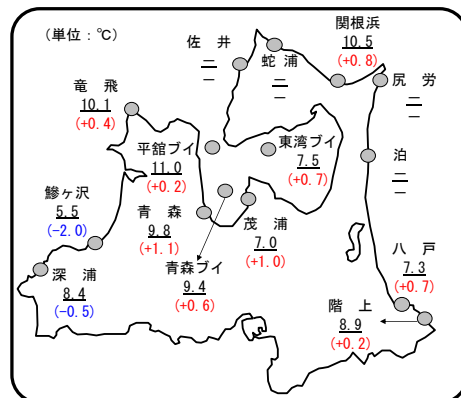 (単位：℃)
佐　井
—
—
蛇　浦
—
—
関根浜
10.5
(+0.8)
尻　労
—
—
竜　飛
10.1
(+0.4)
平舘ブイ
11.0
(+0.2)
東湾ブイ
7.5
(+0.7)
泊
—
—
鰺ヶ沢
5.5
(-2.0)
青　森
9.8
(+1.1)
茂　浦
7.0
(+1.0)
深　浦
8.4
(-0.5)
青森ブイ
9.4
(+0.6)
八　戸
7.3
(+0.7)
階　上
8.9
(+0.2)